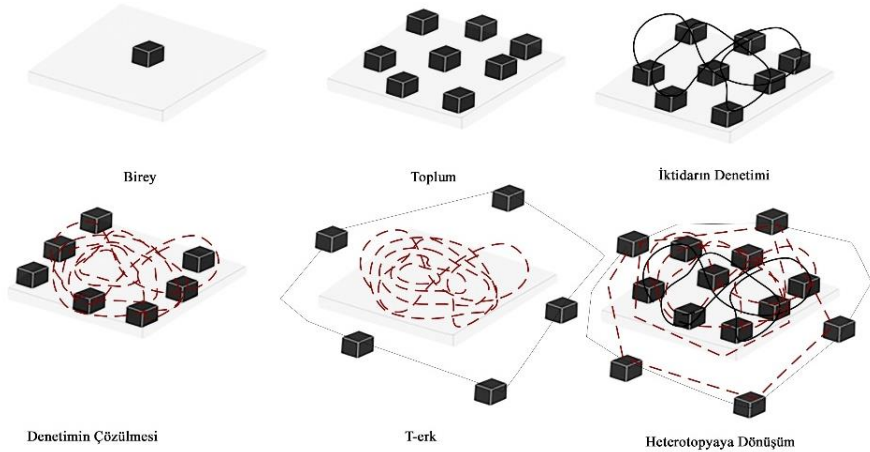 Birey
Toplum
İktidarın Denetimi
Denetimin Çözülmesi
T-erk
Heterotopyaya Dönüşüm